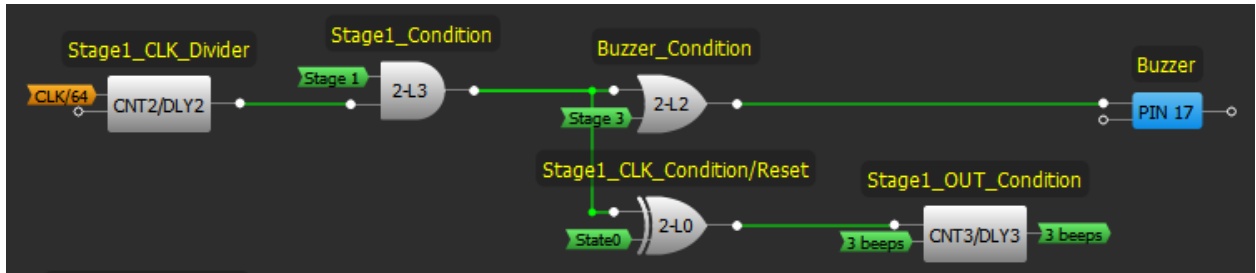 Stage1_CLK_Divider
Stage1_Condition
Buzzer_Condition
Buzzer
CLK/64
CNT2/DLY2
Stage 1
2-L3
Stage 3
2-L2
PIN 17
Stage1_CLK_Condition/Reset
Stage1_OUT_Condition
State0
2-L0
3 beeps
CNT3/DLY3
3 beeps